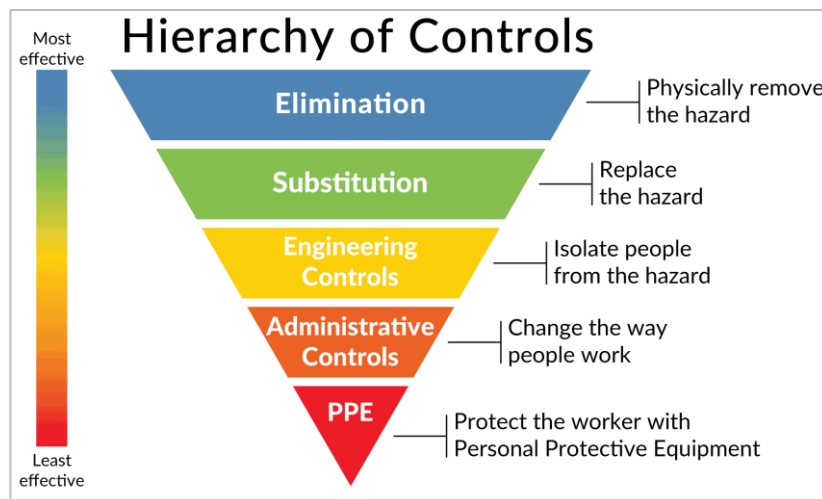 Hierarchy of Controls
Most
effective
Elimination
Physically remove
the hazard
Substitution
Replace
the hazard
Engineering
Controls
Isolate people
from the hazard
Administrative
Controls
Change the way
people work
PPE
Protect the worker with
Personal Protective Equipment
Least
effective